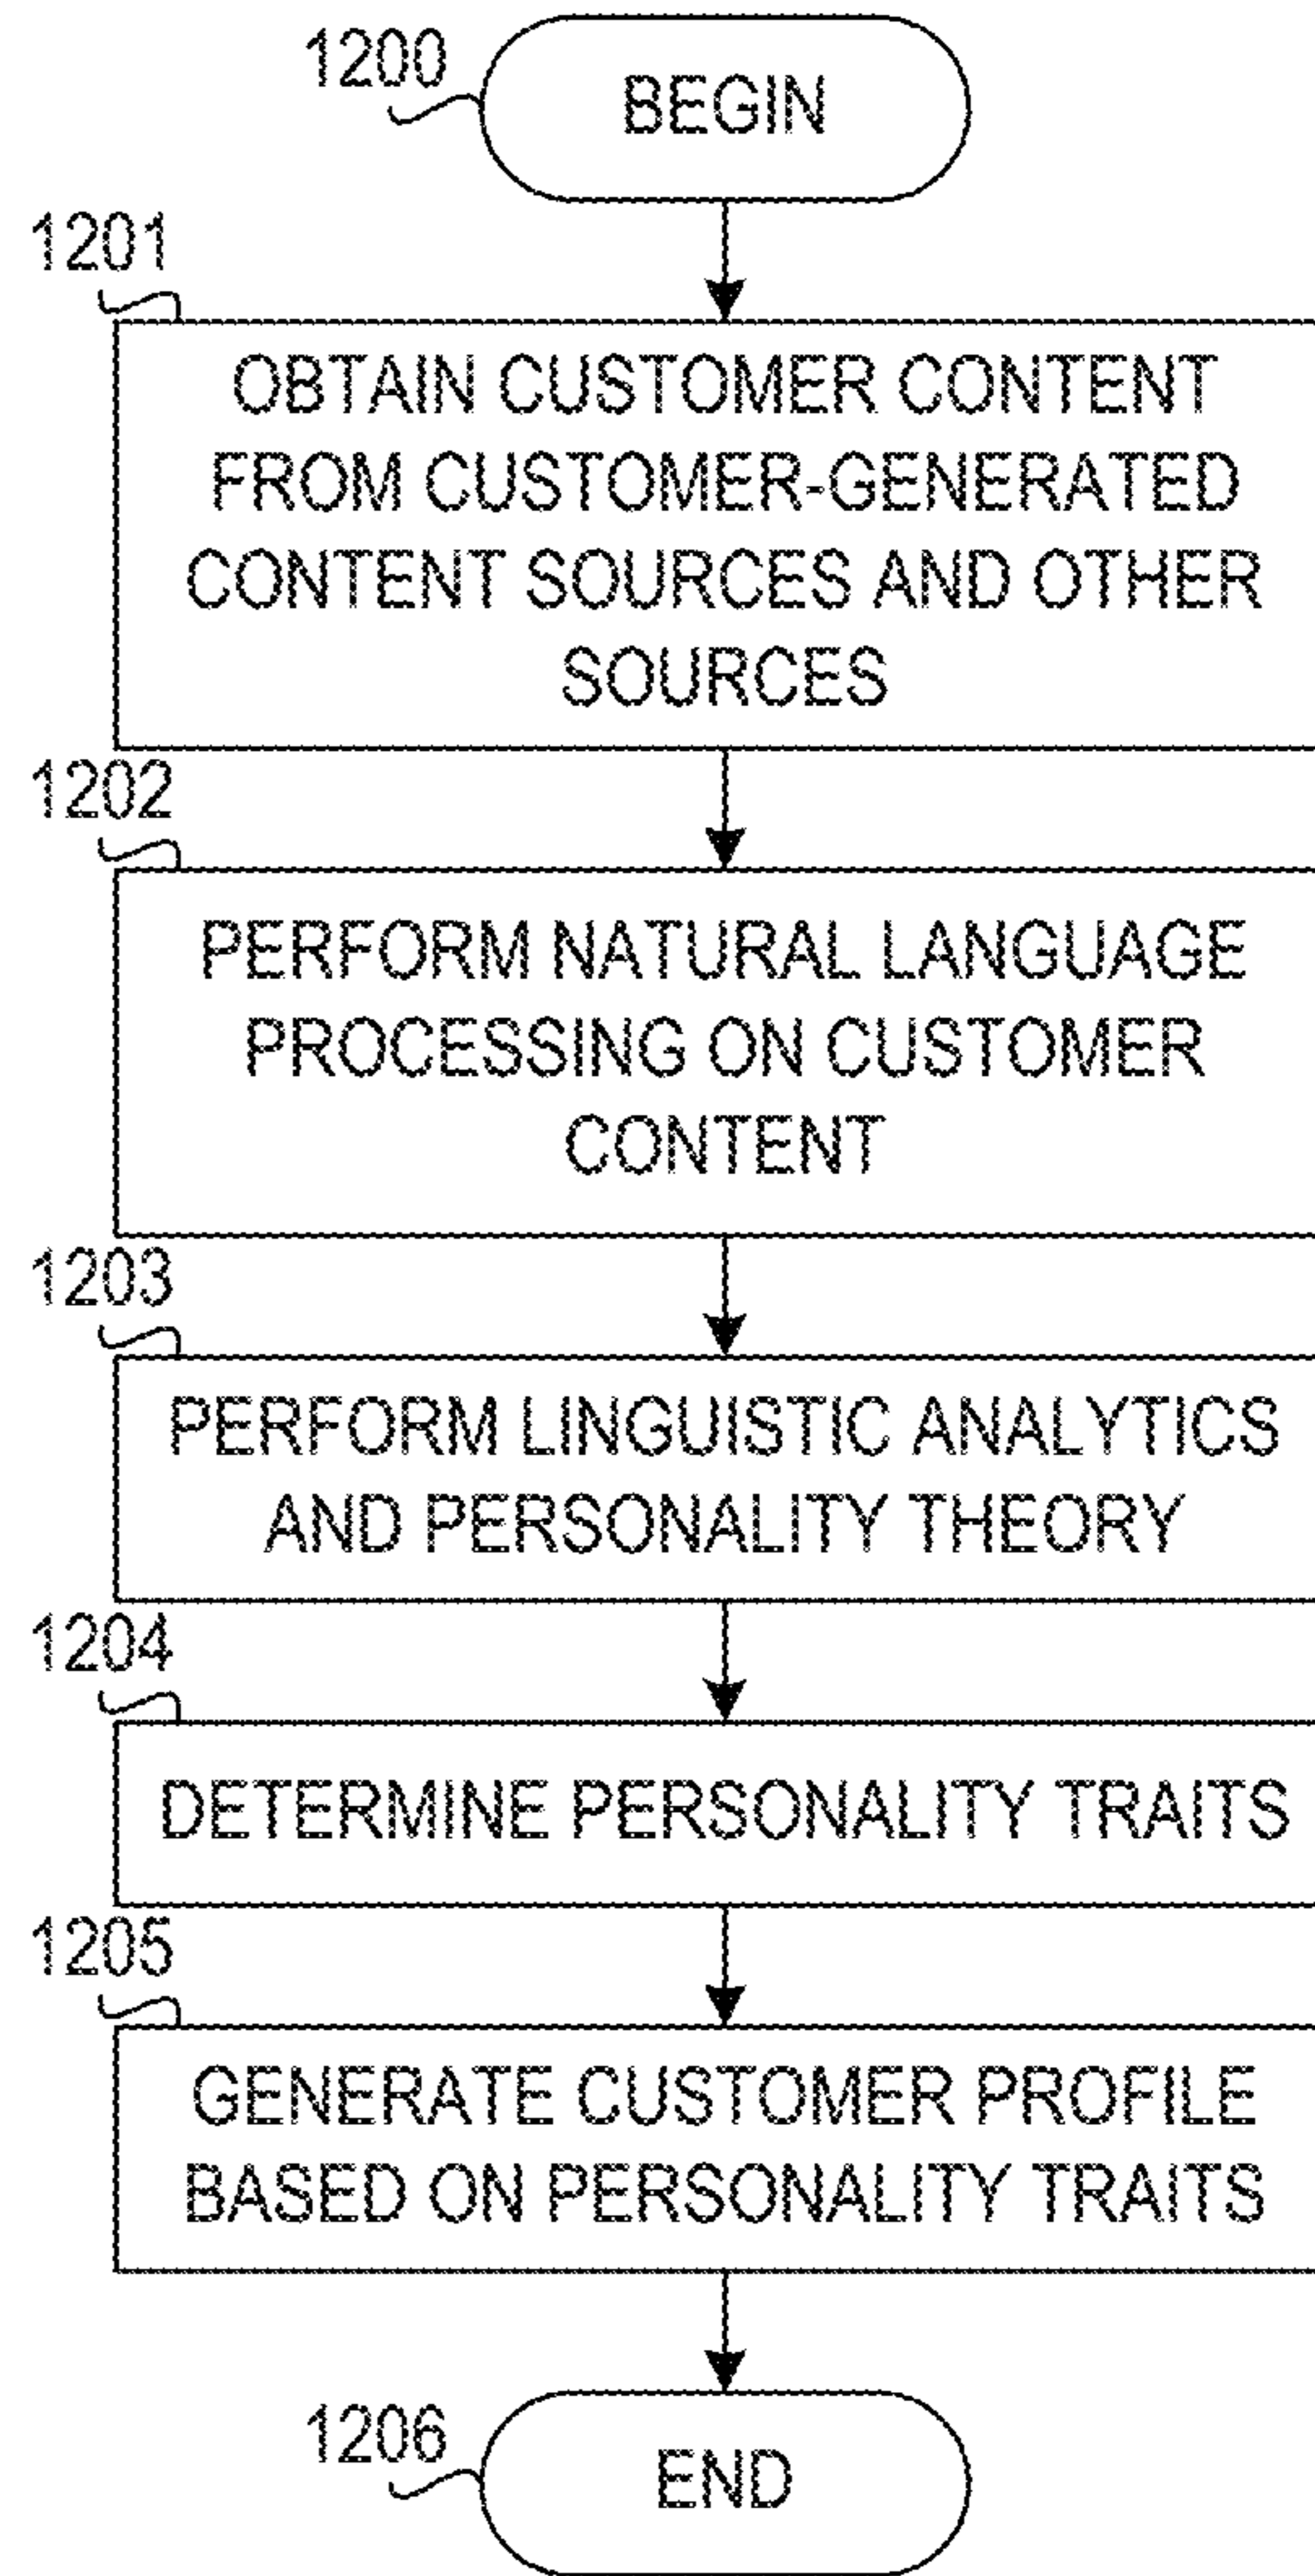 1200
BEGIN
1201
OBTAIN CUSTOMER CONTENT
FROM CUSTOMER-GENERATED
CONTENT SOURCES AND OTHER
SOURCES
1202
PERFORM NATURAL LANGUAGE
PROCESSING ON CUSTOMER
CONTENT
1203
PERFORM LINGUISTIC ANALYTICS
AND PERSONALITY THEORY
1204
DETERMINE PERSONALITY TRAITS
1205
GENERATE CUSTOMER PROFILE
BASED ON PERSONALITY TRAITS
1206
END